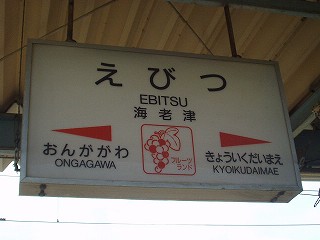 えびつ
EBITSU
海老津
おんががわ
ONGAGAWA
フルーツ
ランド
きょういくだいまえ
KYOIKUDAIMAE